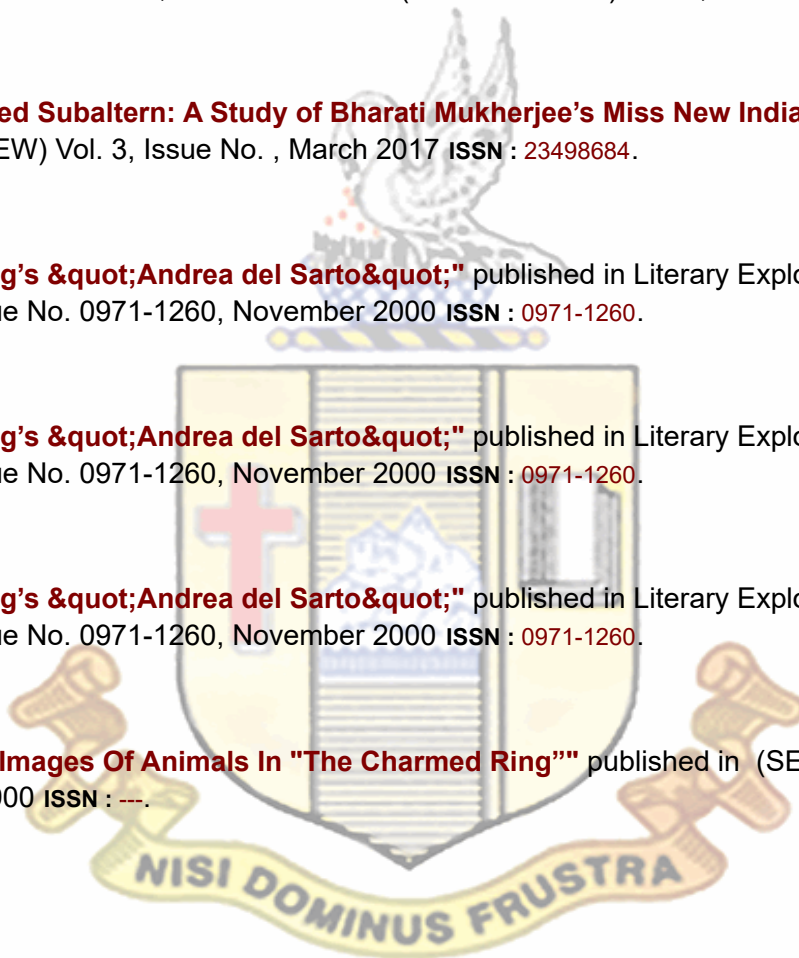 ed Subaltern: A Study of Bharati Mukherjee’s Miss New India
EW) Vol. 3, Issue No. , March 2017 ISSN : 23498684.
g’s &quot;Andrea del Sarto&quot;" published in Literary Explo
ue No. 0971-1260, November 2000 ISSN : 0971-1260.
g’s &quot;Andrea del Sarto&quot;" published in Literary Explo
ue No. 0971-1260, November 2000 ISSN : 0971-1260.
g’s &quot;Andrea del Sarto&quot;" published in Literary Explo
ue No. 0971-1260, November 2000 ISSN : 0971-1260.
Images Of Animals In "The Charmed Ring”" published in (SE
000 ISSN : ---.
NISI DOMINUS FRUSTRA